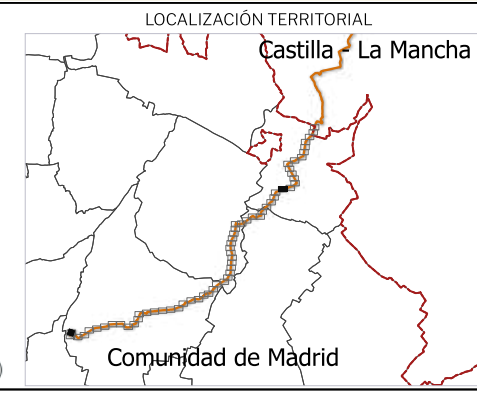 LOCALIZACIÓN TERRITORIAL
Castilla - La Mancha
Comunidad de Madrid